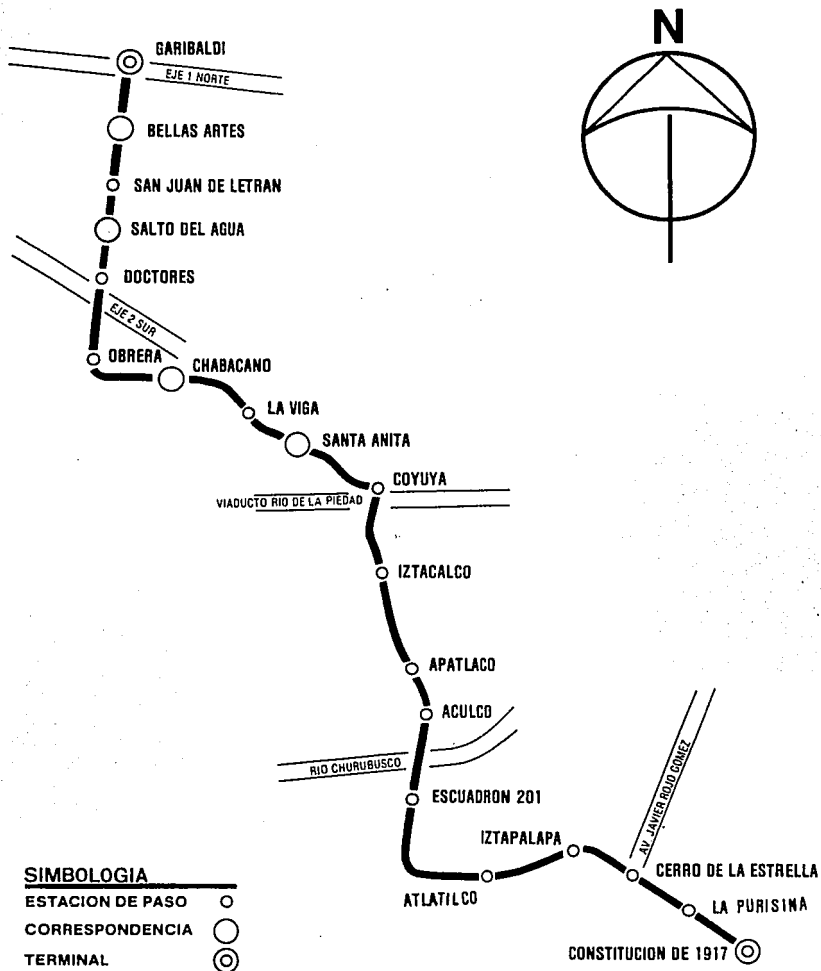 N
GARIBALDI
EJE 1 NORTE
BELLAS ARTES
SAN JUAN DE LETRAN
SALTO DEL AGUA
DOCTORES
EJE 2 SUR
OBRERA
CHABACANO
LA VIGA
SANTA ANITA
COYUYA
VIADUCTO RIO DE LA PIEDAD
IZTACALCO
APATLACO
ACULCO
RIO CHURUBUSCO
ESCUADRON 201
AV. JAVIER ROJO GOMEZ
IZTAPALAPA
CERRO DE LA ESTRELLA
ATLATILCO
LA PURISINA
CONSTITUCION DE 1917
SIMBOLOGIA
ESTACION DE PASO
CORRESPONDENCIA
TERMINAL